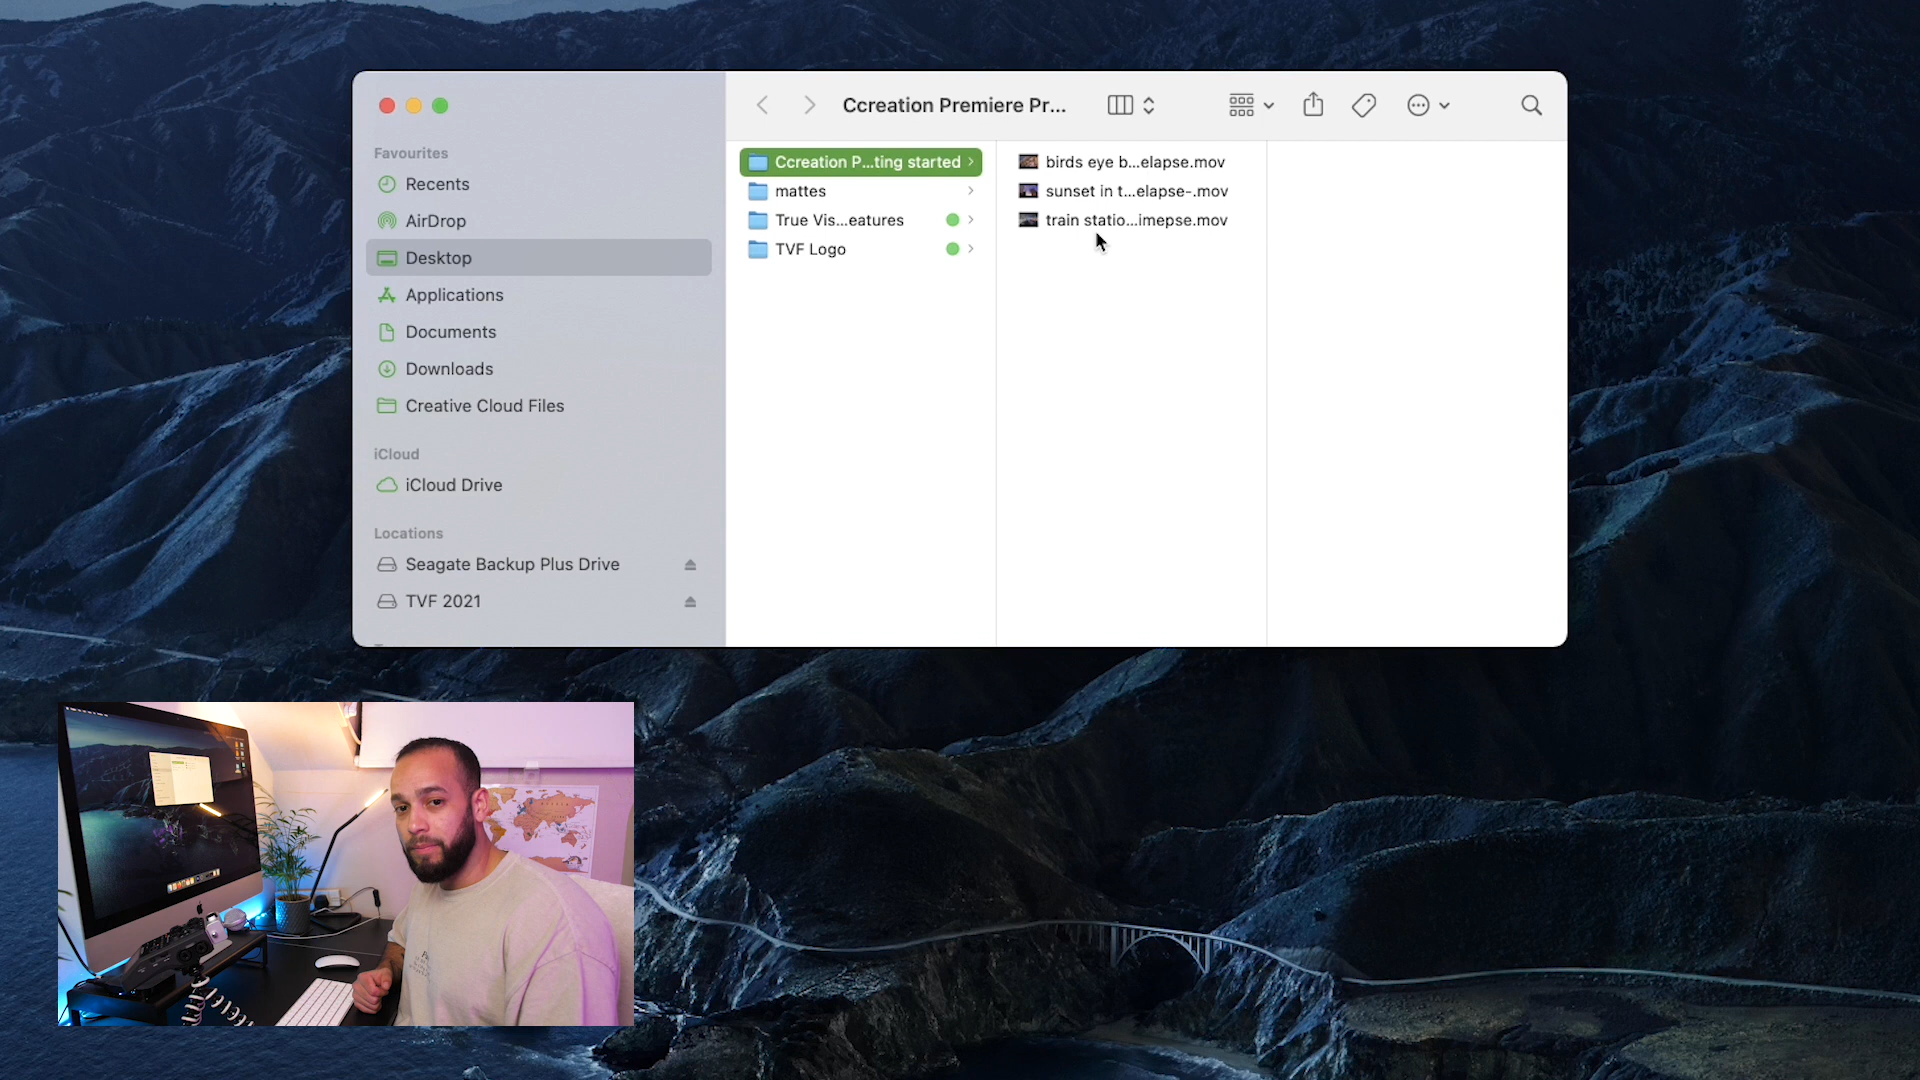 Ccreation Premiere Pr...
Favourites
Recents
AirDrop
Desktop
Applications
Documents
Downloads
Creative Cloud Files
iCloud
iCloud Drive
Locations
Seagate Backup Plus Drive
TVF 2021
Ccreation P...ting started
mattes
True Vis...eatures
TVF Logo
birds eye b...elapse.mov
sunset in t...elapse-.mov
train statio...imepse.mov